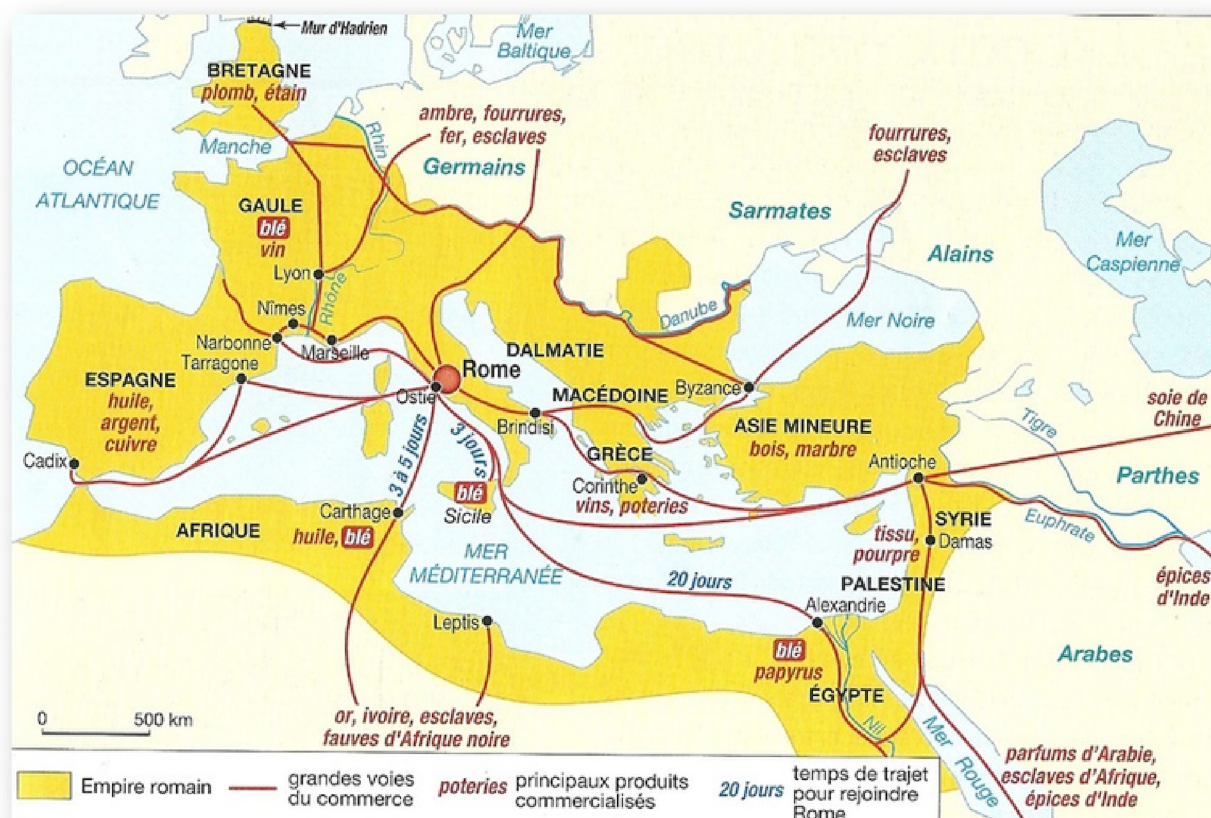 Mur d'Hadrien
Mer
Baltique
BRETAGNE
plomb, étain
ambre, fourrures,
fer, esclaves
fourrures,
esclaves
Manche
Rhin
Germains
OCÉAN
ATLANTIQUE
GAULE
blé
vin
Sarmates
Alains
Mer
Caspienne
Lyon
Rhône
Nîmes
Narbonne
Marseille
Tarragone
Danube
Mer Noire
DALMATIE
Rome
Ostie
ESPAGNE
huile,
argent,
cuivre
MACÉDOINE
Byzance
Brindisi
ASIE MINEURE
bois, marbre
soie de
Chine
Tigre
Cadix
3 à 5 jours
3 jours
GRÈCE
Corinthe
vins, poteries
Antioche
Parthes
Euphrate
blé
Sicile
Carthage
AFRIQUE
huile, blé
SYRIE
tissu,
pourpre
Damas
MER
MÉDITERRANÉE
20 jours
PALESTINE
Alexandrie
épices
d'Inde
Leptis
blé
papyrus
ÉGYPTE
Nil
Arabes
0 500 km
or, ivoire, esclaves,
fauves d'Afrique noire
Mer Rouge
parfums d'Arabie,
esclaves d'Afrique,
épices d'Inde
Empire romain
grandes voies
du commerce
poteries
principaux produits
commercialisés
20 jours
temps de trajet
pour rejoindre
Rome